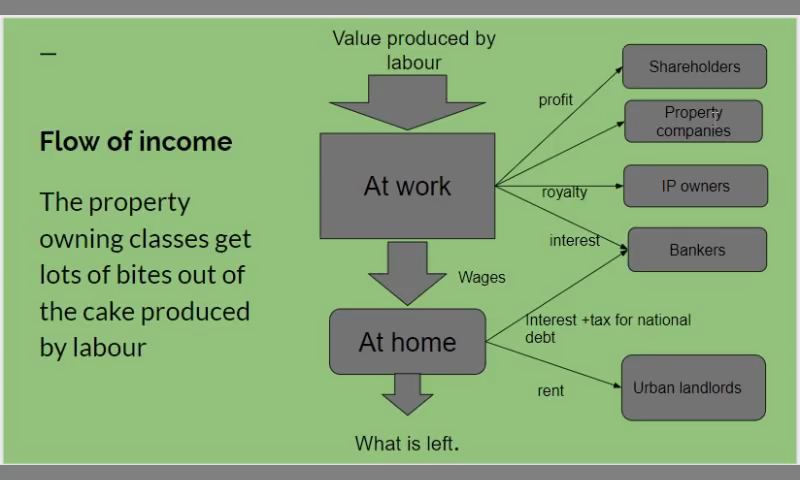 Value produced by
labour
Shareholders
profit
Property
companies
Flow of income
At work
IP owners
royalty
The property
owning classes get
lots of bites out of
the cake produced
by labour
interest
Bankers
Wages
Interest +tax for national
debt
At home
rent
Urban landlords
What is left.